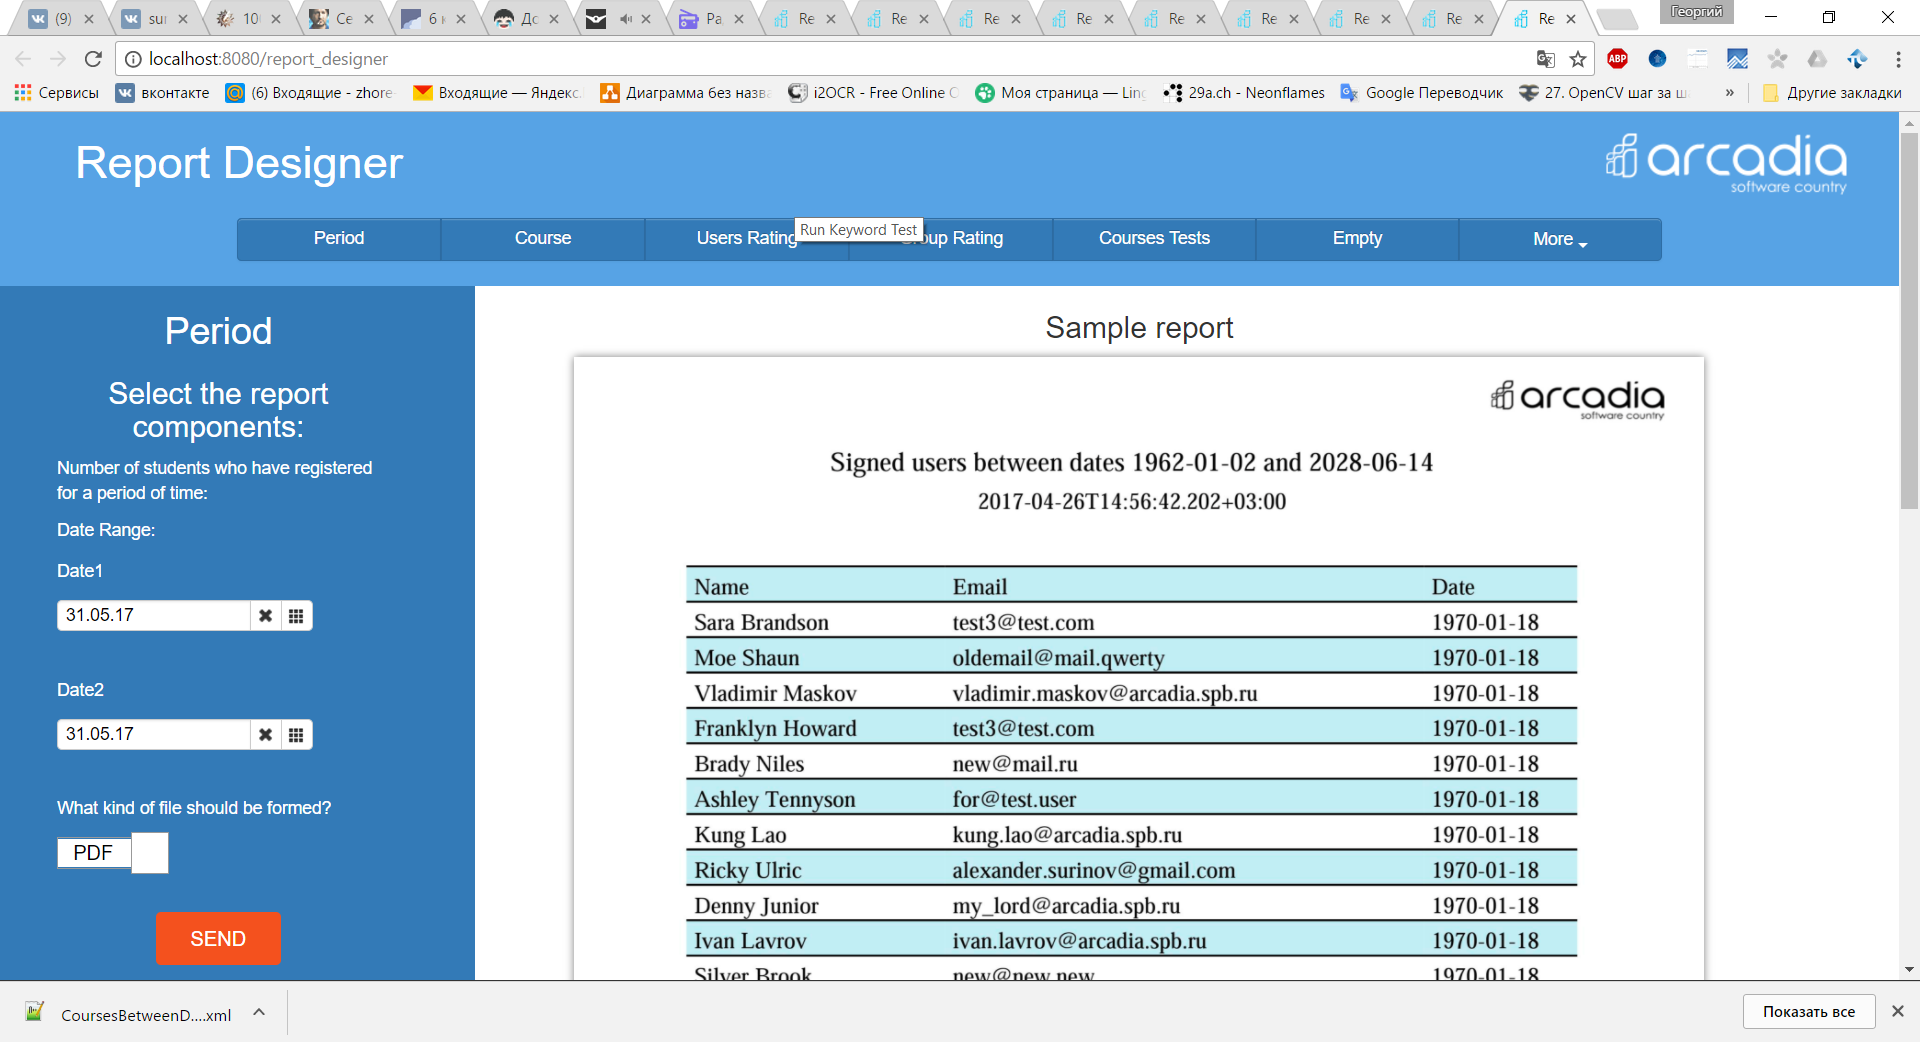 (9)
sur
10
Се
6 к
До
Ра
Re
Re
Re
Re
Re
Re
Re
Re
Re
Георгий
localhost:8080/report_designer
ABP
Сервисы
вконтакте
(6) Входящие - zhore
Входящие — Яндекс.
Диаграмма без назва
i2OCR - Free Online
Моя страница — Lin
29a.ch - Neonflames
Google Переводчик
27. OpenCV шаг за ш
»
Другие закладки
Report Designer
arcadia
software country
Period
Course
Users Rating
Run Keyword Test
up Rating
Courses Tests
Empty
More
Period
Select the report
components:
Number of students who have registered
for a period of time:
Date Range:
Date1
31.05.17
Date2
31.05.17
What kind of file should be formed?
PDF
SEND
Sample report
arcadia
software country
Signed users between dates 1962-01-02 and 2028-06-14
2017-04-26T14:56:42.202+03:00
Name Email Date
Sara Brandson test3@test.com 1970-01-18
Moe Shaun oldemail@mail.qwerty 1970-01-18
Vladimir Maskov vladimir.maskov@arcadia.spb.ru 1970-01-18
Franklyn Howard test3@test.com 1970-01-18
Brady Niles new@mail.ru 1970-01-18
Ashley Tennyson for@test.user 1970-01-18
Kung Lao kung.lao@arcadia.spb.ru 1970-01-18
Ricky Ulric alexander.surinov@gmail.com 1970-01-18
Denny Junior my_lord@arcadia.spb.ru 1970-01-18
Ivan Lavrov ivan.lavrov@arcadia.spb.ru 1970-01-18
Silver Brook new@new.new 1970-01-18
CoursesBetweenD....xml
Показать все